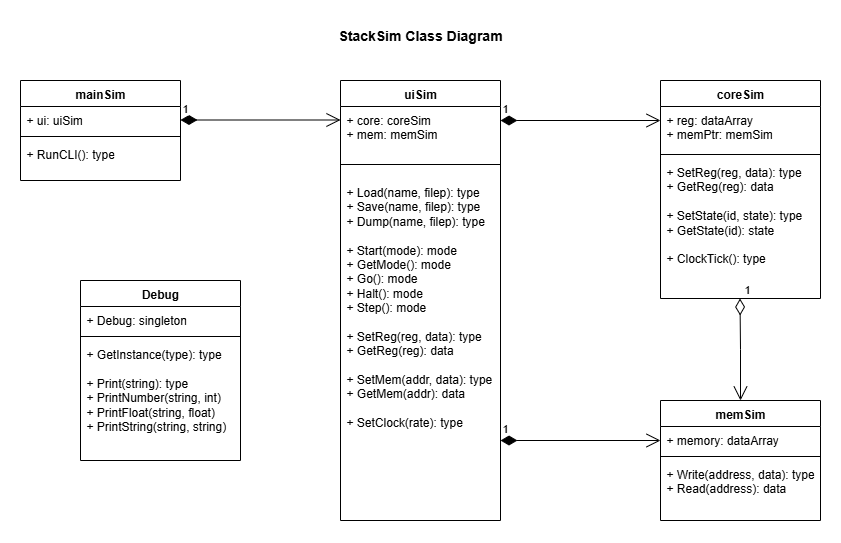 StackSim Class Diagram
mainSim
+ ui: uiSim
+ RunCLI(): type
1
uiSim
+ core: coreSim
+ mem: memSim
+ Load(name, filep): type
+ Save(name, filep): type
+ Dump(name, filep): type
+ Start(mode): mode
+ GetMode(): mode
+ Go(): mode
+ Halt(): mode
+ Step(): mode
+ SetReg(reg, data): type
+ GetReg(reg): data
+ SetMem(addr, data): type
+ GetMem(addr): data
+ SetClock(rate): type
1
1
coreSim
+ reg: dataArray
+ memPtr: memSim
+ SetReg(reg, data): type
+ GetReg(reg): data
+ SetState(id, state): type
+ GetState(id): state
+ ClockTick(): type
1
Debug
+ Debug: singleton
+ GetInstance(type): type
+ Print(string): type
+ PrintNumber(string, int)
+ PrintFloat(string, float)
+ PrintString(string, string)
memSim
+ memory: dataArray
+ Write(address, data): type
+ Read(address): data